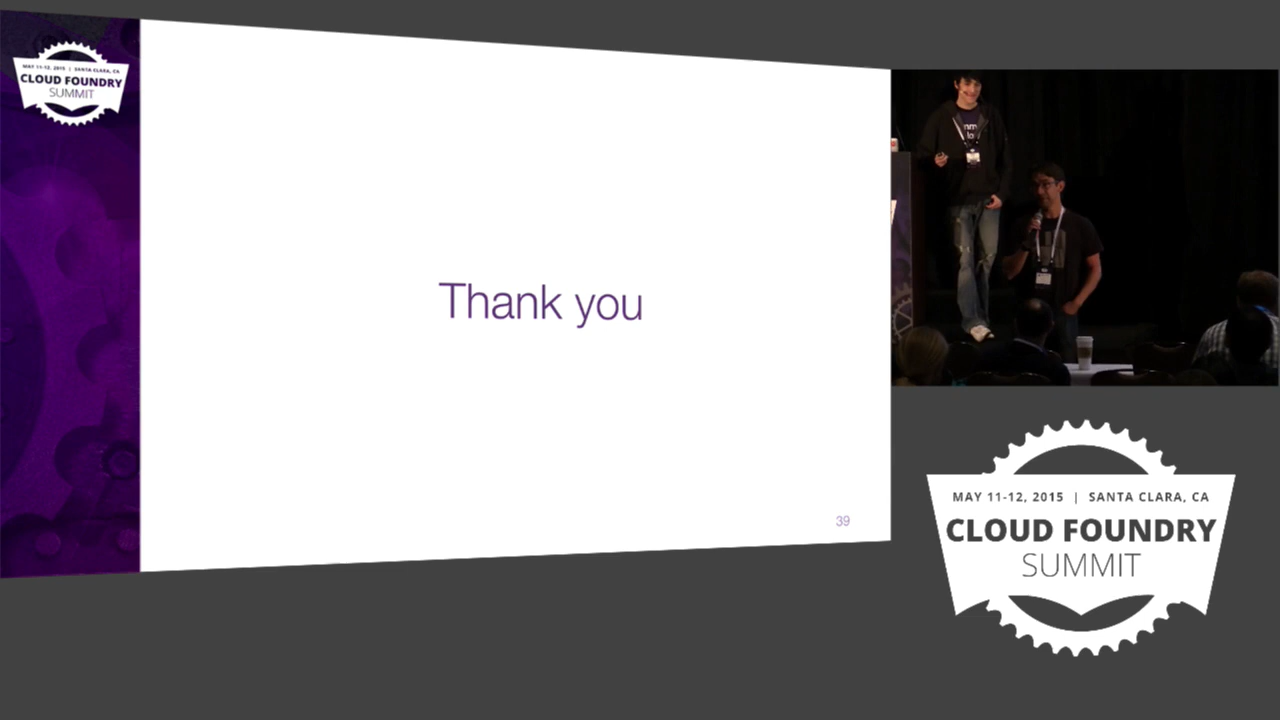 MAY 11-12, 2015 | SANTA CLARA, CA
CLOUD FOUNDRY
SUMMIT
Thank you
39
MAY 11-12, 2015 | SANTA CLARA, CA
CLOUD FOUNDRY
SUMMIT